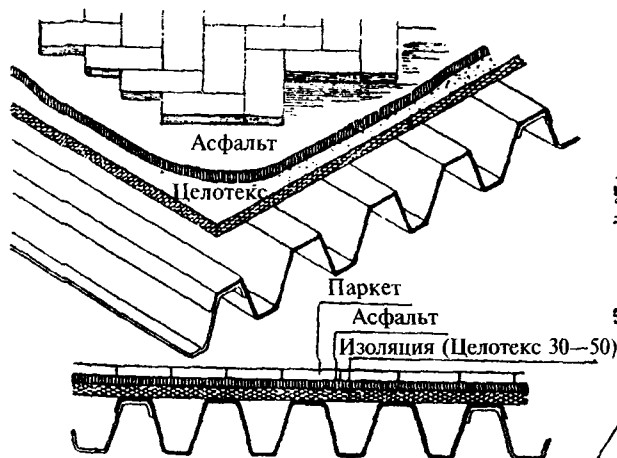 Асфальт
Целотекс
Паркет
Асфальт
Изоляция (Целотекс 30—50)